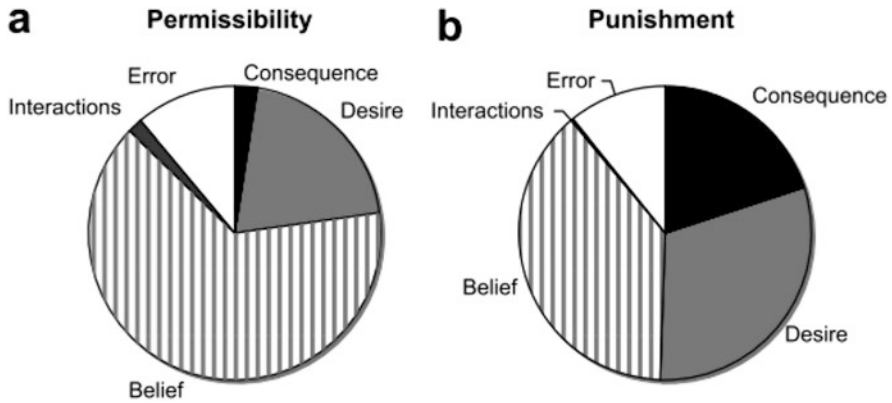 a Permissibility
Error
Consequence
Interactions
Desire
Belief
b Punishment
Error
Consequence
Interactions
Belief
Desire